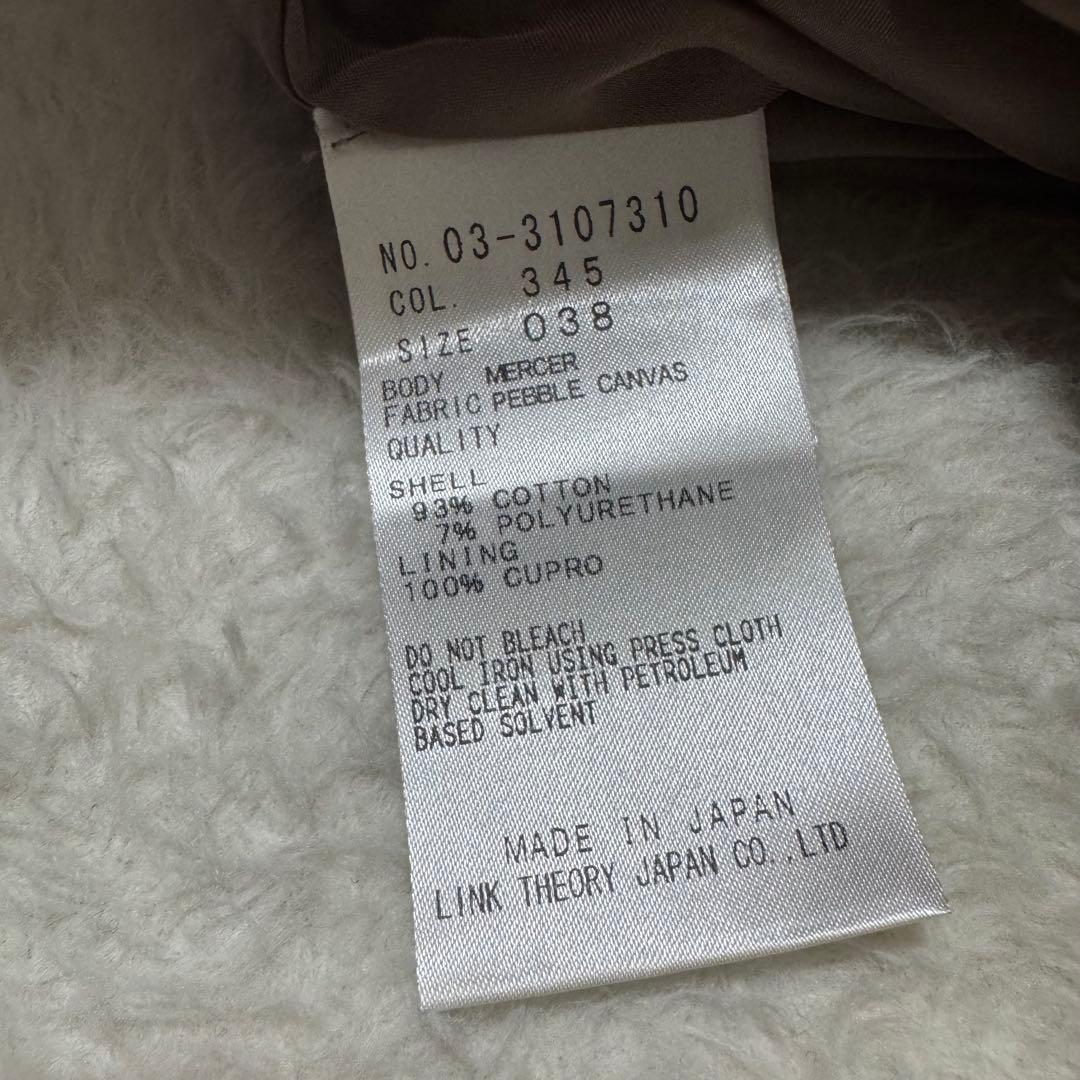 NO. 03-3107310
COL. 345
SIZE 038
BODY MERCER
FABRIC PEBBLE CANVAS
QUALITY
SHELL
93% COTTON
7% POLYURETHANE
LINING
100% CUPRO
DO NOT BLEACH
COOL IRON USING PRESS CLOTH
DRY CLEAN WITH PETROLEUM
BASED SOLVENT
MADE IN JAPAN
LINK THEORY JAPAN CO.,LTD